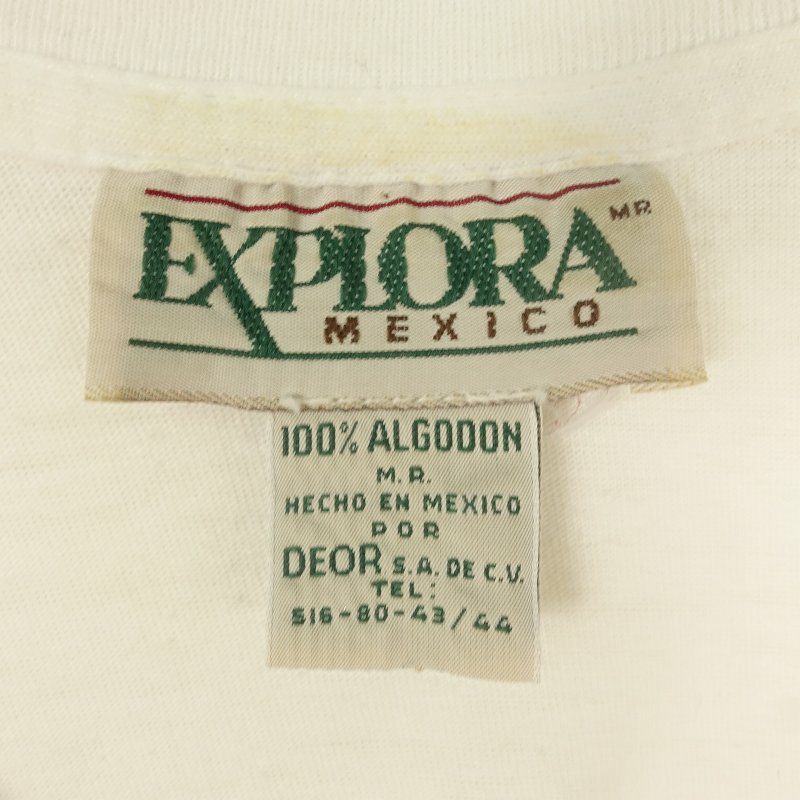 EXPLORA MR
MEXICO
100% ALGODON
M.R.
HECHO EN MEXICO
POR
DEOR S.A. DE C.V.
TEL:
516-80-43/44